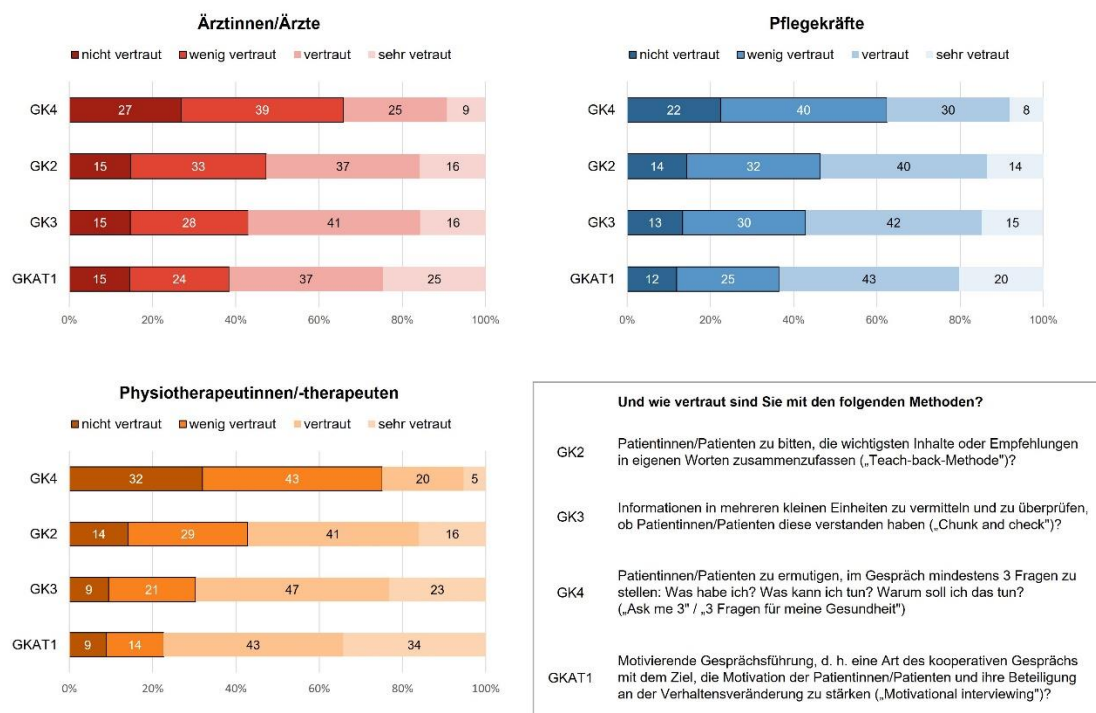 Ärztinnen/Ärzte
nicht vertraut wenig vertraut vertraut sehr vetraut
GK4 27 39 25 9
GK2 15 33 37 16
GK3 15 28 41 16
GKAT1 15 24 37 25
0% 20% 40% 60% 80% 100%
Pflegekräfte
nicht vertraut wenig vertraut vertraut sehr vetraut
GK4 22 40 30 8
GK2 14 32 40 14
GK3 13 30 42 15
GKAT1 12 25 43 20
0% 20% 40% 60% 80% 100%
Physiotherapeutinnen/-therapeuten
nicht vertraut wenig vertraut vertraut sehr vetraut
GK4 32 43 20 5
GK2 14 29 41 16
GK3 9 21 47 23
GKAT1 9 14 43 34
0% 20% 40% 60% 80% 100%
Und wie vertraut sind Sie mit den folgenden Methoden?
GK2
Patientinnen/Patienten zu bitten, die wichtigsten Inhalte oder Empfehlungen
in eigenen Worten zusammenzufassen („Teach-back-Methode")?
GK3
Informationen in mehreren kleinen Einheiten zu vermitteln und zu überprüfen,
ob Patientinnen/Patienten diese verstanden haben („Chunk and check")?
GK4
Patientinnen/Patienten zu ermutigen, im Gespräch mindestens 3 Fragen zu
stellen: Was habe ich? Was kann ich tun? Warum soll ich das tun?
(„Ask me 3" / „3 Fragen für meine Gesundheit")
GKAT1
Motivierende Gesprächsführung, d. h. eine Art des kooperativen Gesprächs
mit dem Ziel, die Motivation der Patientinnen/Patienten und ihre Beteiligung
an der Verhaltensveränderung zu stärken („Motivational interviewing")?